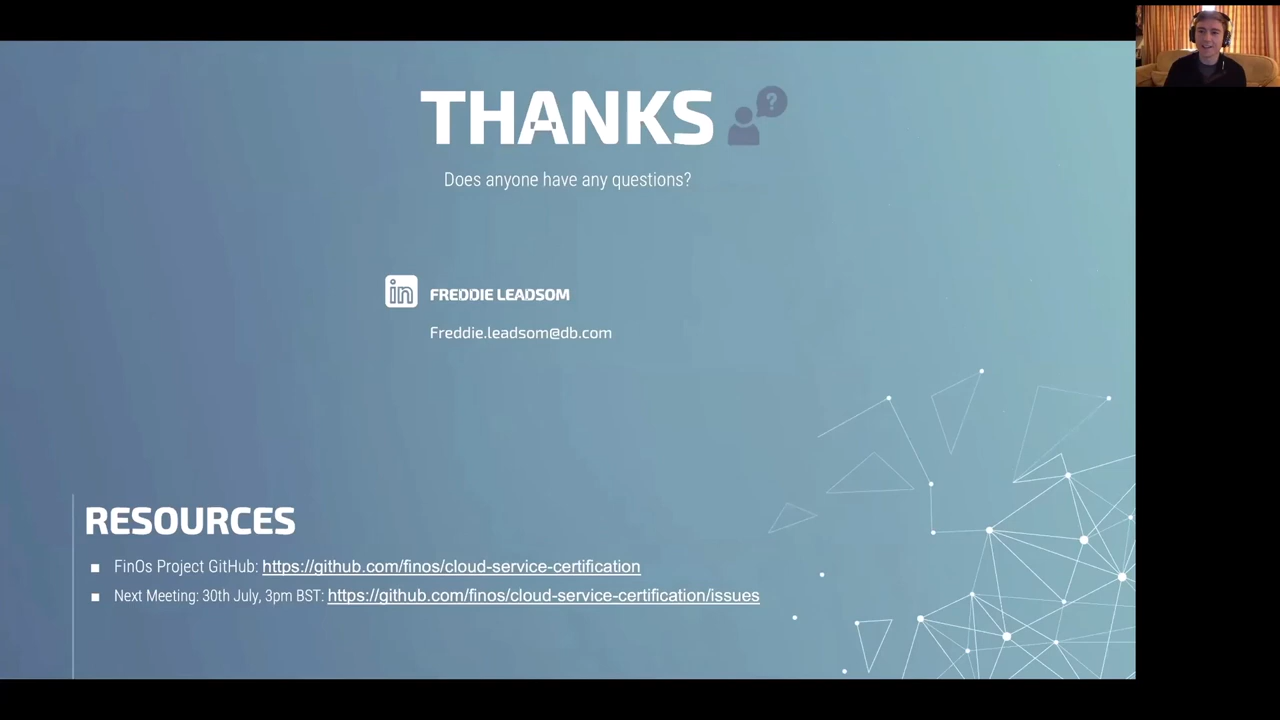 THANKS
?
Does anyone have any questions?
in
FREDDIE LEADSOM
Freddie.leadsom@db.com
RESOURCES
FinOs Project GitHub: https://github.com/finos/cloud-service-certification
Next Meeting: 30th July, 3pm BST: https://github.com/finos/cloud-service-certification/issues